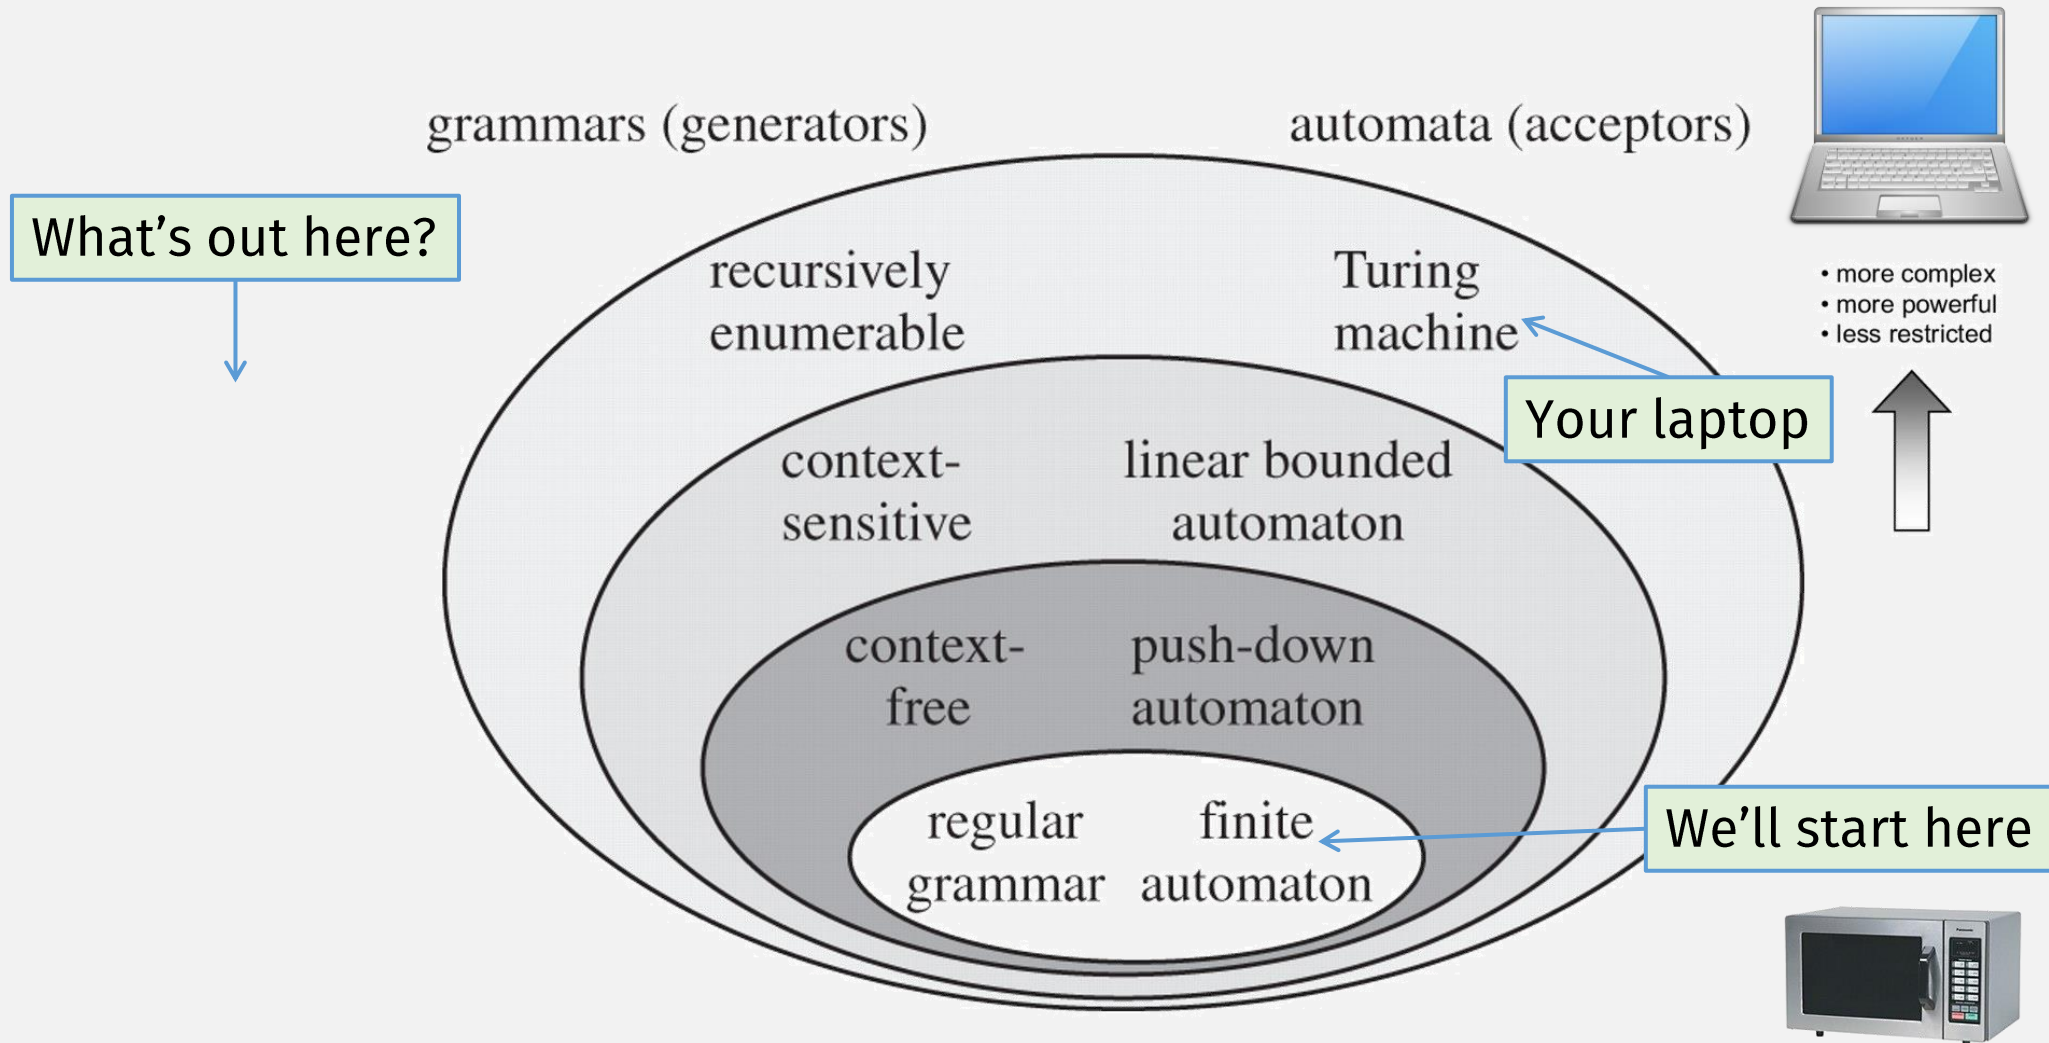 grammars (generators)
automata (acceptors)
What's out here?
recursively
enumerable
Turing
machine
• more complex
• more powerful
• less restricted
Your laptop
context-
sensitive
linear bounded
automaton
context-
free
push-down
automaton
regular
grammar
finite
automaton
We'll start here